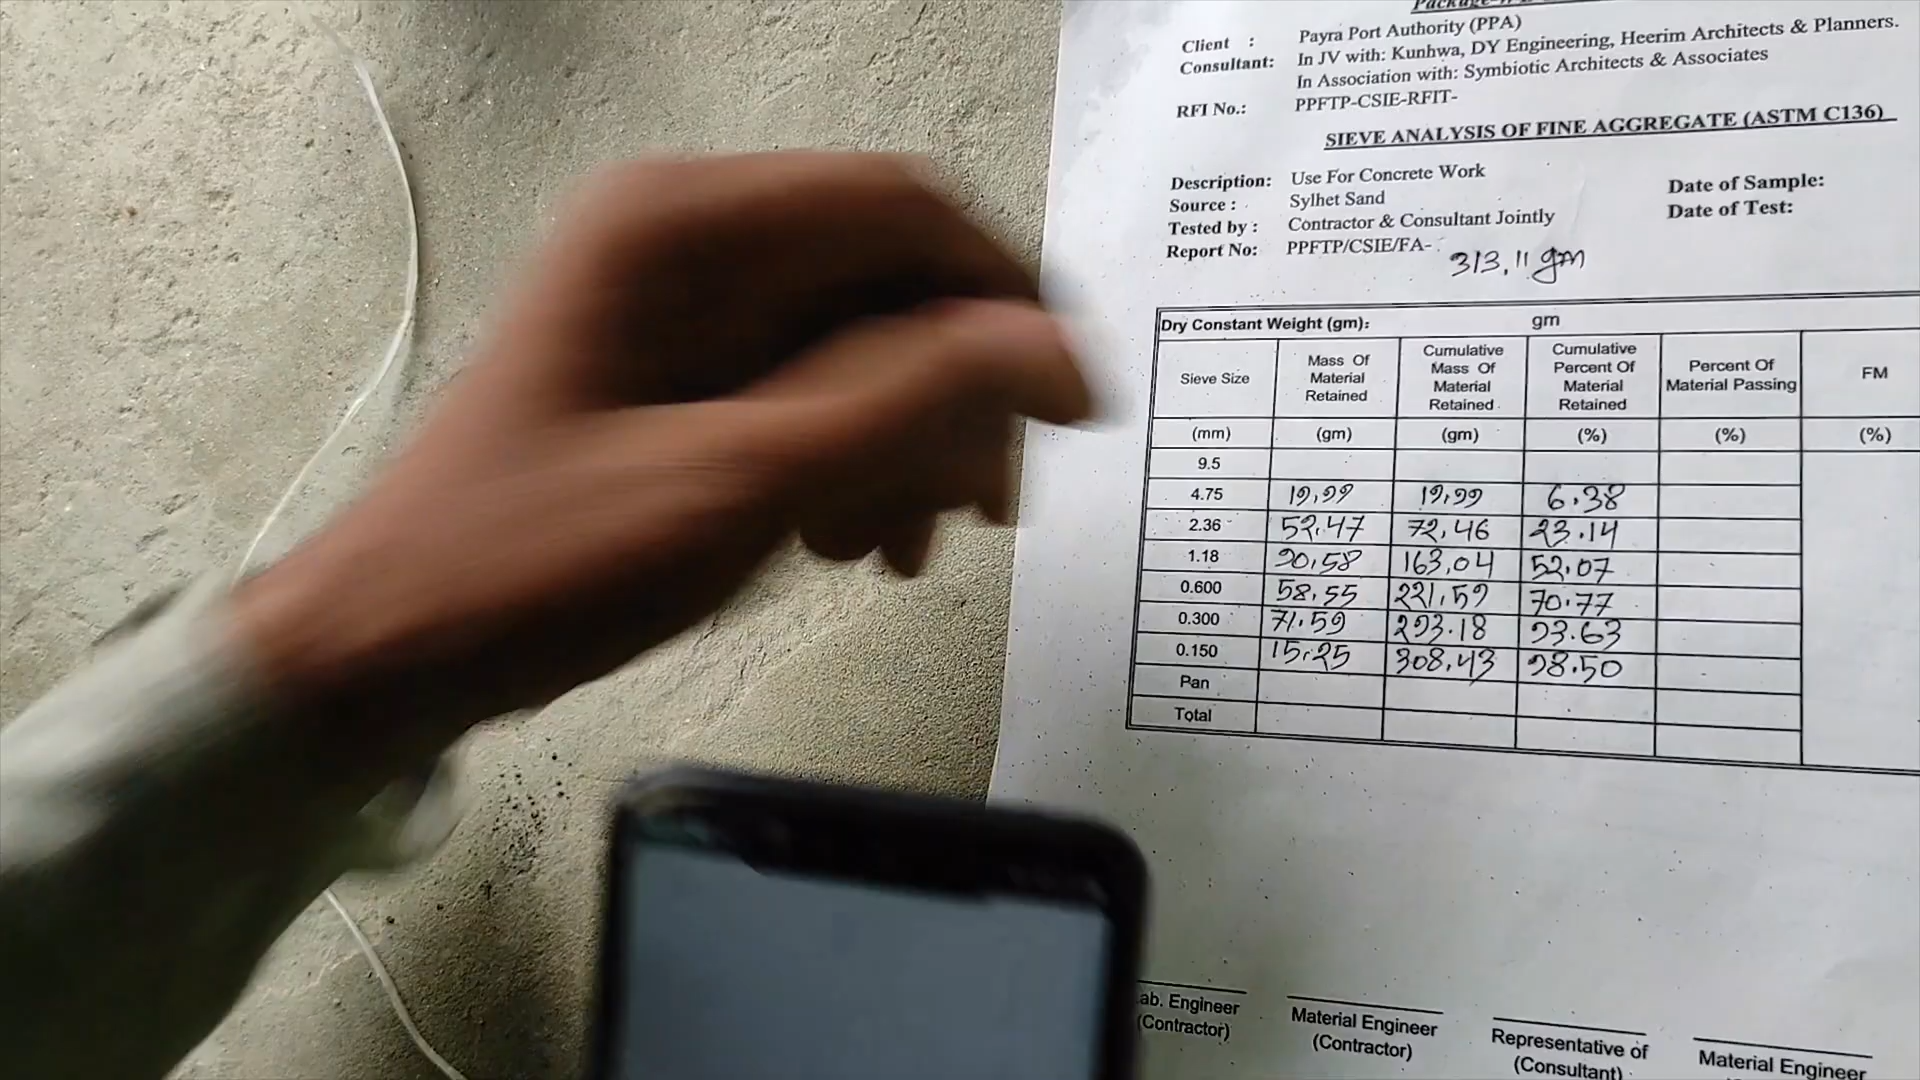 Client : Payra Port Authority (PPA)
Consultant: In JV with: Kunhwa, DY Engineering, Heerim Architects & Planners.
In Association with: Symbiotic Architects & Associates
RFI No.: PPFTP-CSIE-RFIT-
SIEVE ANALYSIS OF FINE AGGREGATE (ASTM C136)
Description: Use For Concrete Work
Date of Sample:
Source : Sylhet Sand
Date of Test:
Tested by : Contractor & Consultant Jointly
Report No: PPFTP/CSIE/FA-
313.11 gm
Dry Constant Weight (gm): gm
Sieve Size
Mass Of
Material
Retained
Cumulative
Mass Of
Material
Retained
Cumulative
Percent Of
Material
Retained
Percent Of
Material Passing
FM
(mm) (gm) (gm) (%) (%) (%)
9.5
4.75 19.99 19.99 6.38
2.36 52.47 72.46 23.14
1.18 90.58 163.04 52.07
0.600 58.55 221.59 70.77
0.300 71.59 293.18 93.63
0.150 15.25 308.43 98.50
Pan
Total
ab. Engineer
(Contractor)
Material Engineer
(Contractor)
Representative of
(Consultant)
Material Engineer